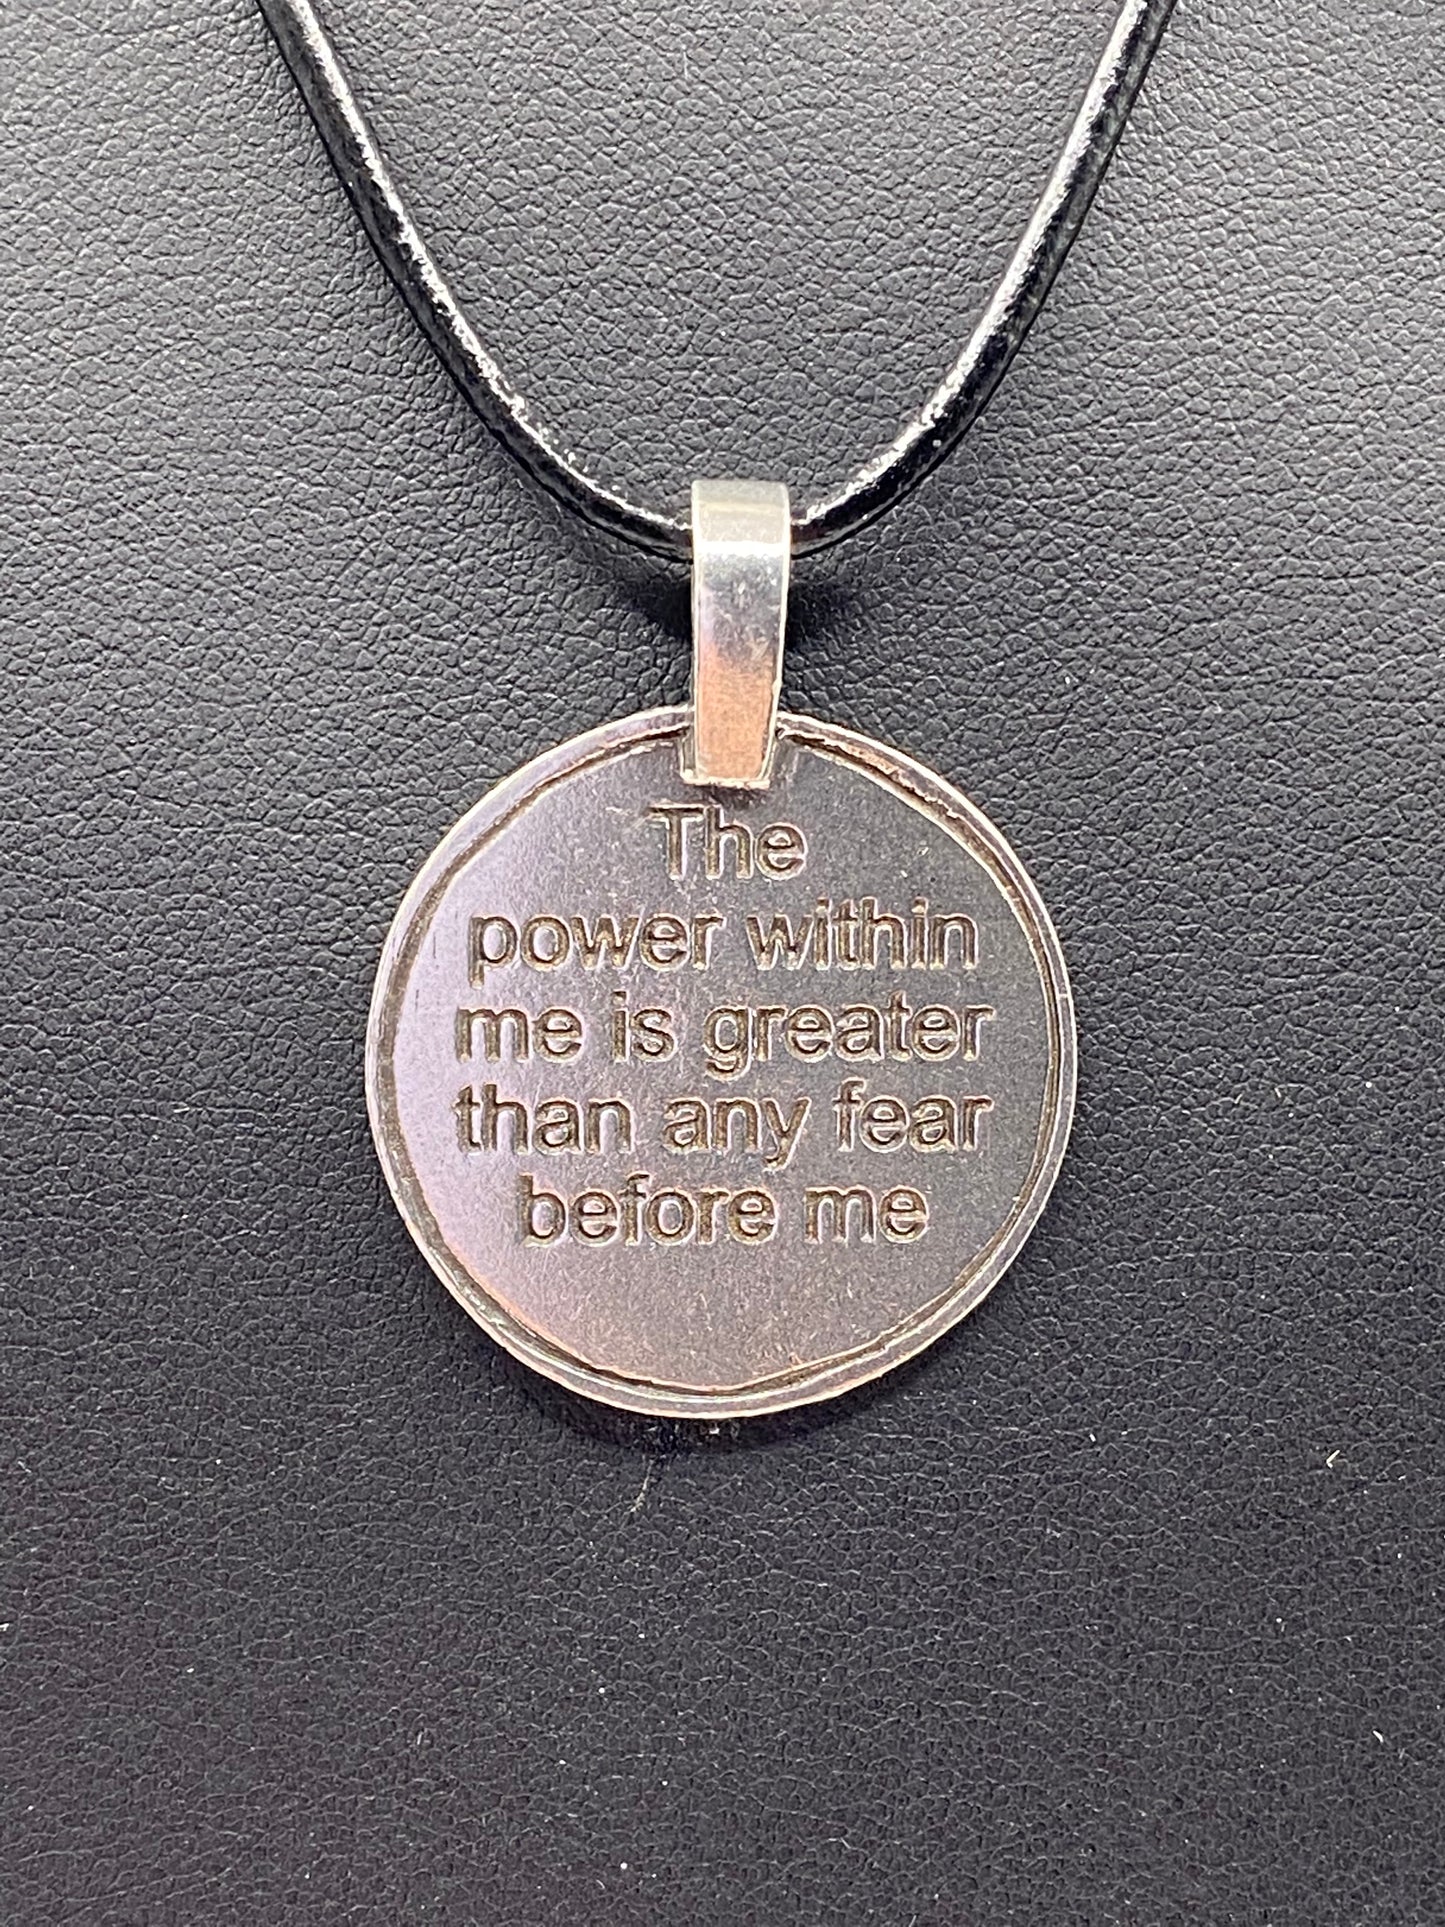 The
power within
me is greater
than any fear
before me